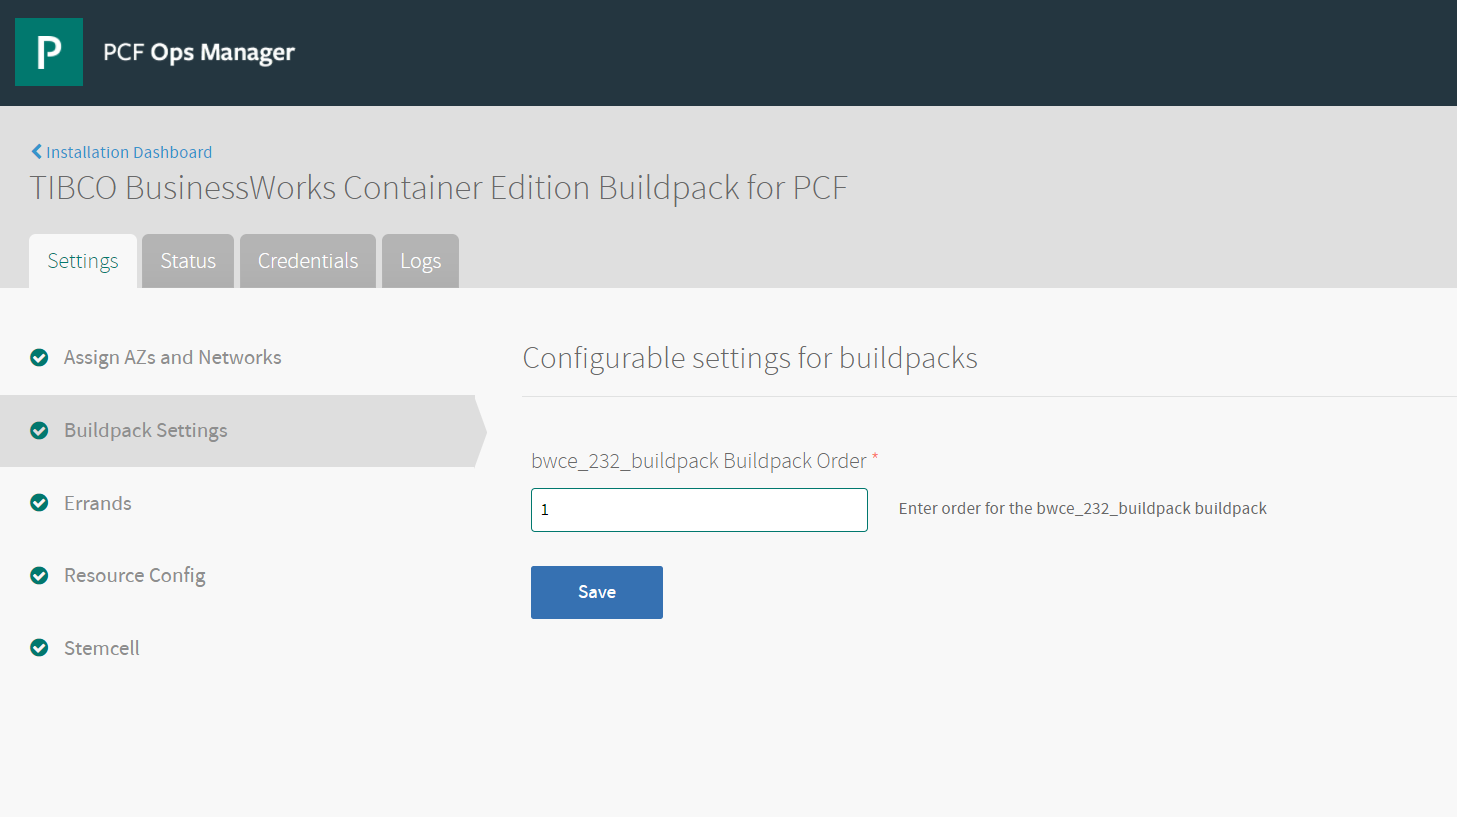 P
PCF Ops Manager
Installation Dashboard
TIBCO BusinessWorks Container Edition Buildpack for PCF
Settings
Status
Credentials
Logs
Assign AZs and Networks
Buildpack Settings
Errands
Resource Config
Stemcell
Configurable settings for buildpacks
bwce_232_buildpack Buildpack Order *
1
Enter order for the bwce_232_buildpack buildpack
Save